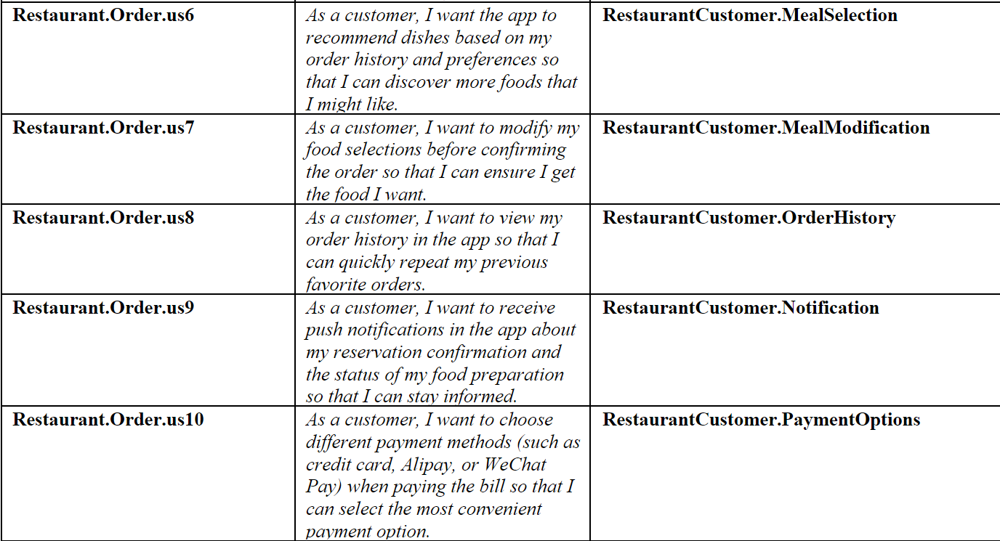 Restaurant.Order.us6
As a customer, I want the app to
recommend dishes based on my
order history and preferences so
that I can discover more foods that
I might like.
RestaurantCustomer.MealSelection
Restaurant.Order.us7
As a customer, I want to modify my
food selections before confirming
the order so that I can ensure I get
the food I want.
RestaurantCustomer.MealModification
Restaurant.Order.us8
As a customer, I want to view my
order history in the app so that I
can quickly repeat my previous
favorite orders.
RestaurantCustomer.OrderHistory
Restaurant.Order.us9
As a customer, I want to receive
push notifications in the app about
my reservation confirmation and
the status of my food preparation
so that I can stay informed.
RestaurantCustomer.Notification
Restaurant.Order.us10
As a customer, I want to choose
different payment methods (such as
credit card, Alipay, or WeChat
Pay) when paying the bill so that I
can select the most convenient
payment option.
RestaurantCustomer.PaymentOptions